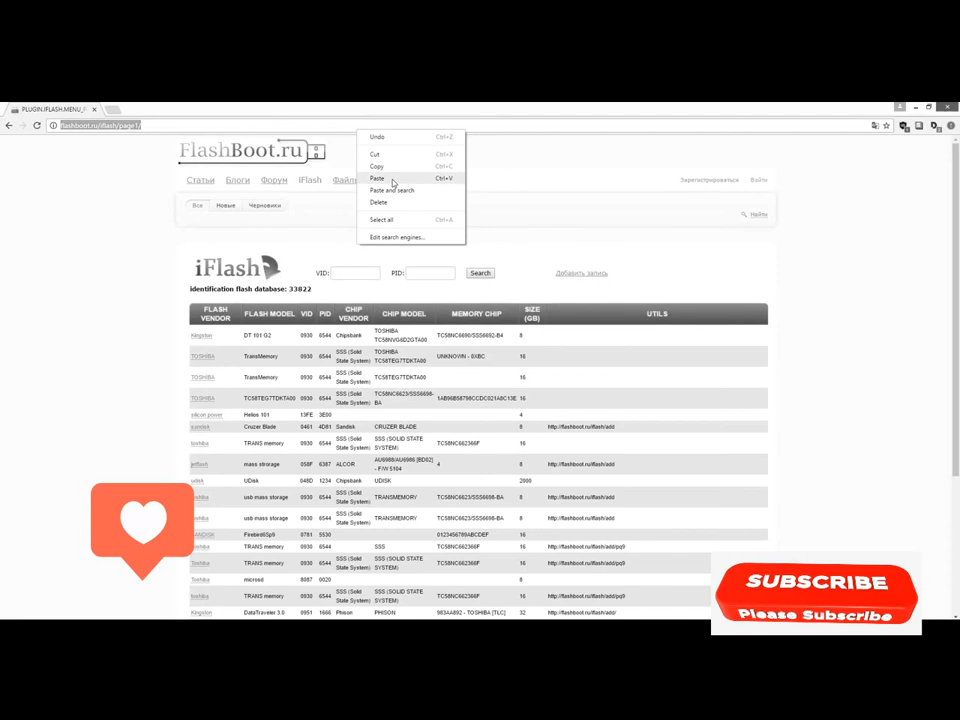 PLUGIN.IFLASH.MENU_
flashboot.ru/iflash/page1/
FlashBoot.ru
Статьи Блоги Форум iFlash Файлы
Зарегистрироваться Войти
Все Новые Черновики
Найти
Undo Ctrl+Z
Cut Ctrl+X
Copy Ctrl+C
Paste Ctrl+V
Paste and search
Delete
Select all Ctrl+A
Edit search engines...
iFlash
VID: PID: Search Добавить запись
identification flash database: 33822
FLASH VENDOR FLASH MODEL VID PID CHIP VENDOR CHIP MODEL MEMORY CHIP SIZE (GB) UTILS
Kingston DT 101 G2 0930 6544 Chipsbank TOSHIBA TC58NVG6D2GTA00 TC58NC6690/SSS6692-B4 8
TOSHIBA TransMemory 0930 6544 SSS (Solid State System) TOSHIBA TC58TEG7TDKTA00 UNKNOWN - 0XBC 16
TOSHIBA TransMemory 0930 6544 SSS (Solid State System) TC58TEG7TDKTA00 16
TOSHIBA TC58TEG7TDKTA00 0930 6544 SSS (Solid State System) TC58NC6623/SSS6698-BA 1AB96B58798CCDC021A8C13E 16
silicon power Helios 101 13FE 3E00 4
sandisk Cruzer Blade 0461 4D81 Sandisk CRUZER BLADE 8 http://flashboot.ru/iflash/add
toshiba TRANS memory 0930 6544 SSS (Solid State System) SSS (SOLID STATE SYSTEM) TC58NC6623​66F 16
jetflash mass strorage 058F 6387 ALCOR AU6988/AU6986 [BD02] - F/W 5104 4 8 http://flashboot.ru/iflash/add
udisk UDisk 048D 1234 Chipsbank UDISK 2000
toshiba usb mass storage 0930 6544 SSS (Solid State System) TRANSMEMORY TC58NC6623/SSS6698-BA 8 http://flashboot.ru/iflash/add
toshiba usb mass storage 0930 6544 SSS (Solid State System) TRANSMEMORY TC58NC6623/SSS6698-BA 8 http://flashboot.ru/iflash/add
SANDISK FirebirdSp9 0781 5530 0123456789ABCDEF 16
Toshiba TRANS memory 0930 6544 SSS 16 http://flashboot.ru/iflash/add/pq9
Toshiba TRANS memory 0930 6544 SSS (Solid State System) SSS (SOLID STATE SYSTEM) 16 http://flashboot.ru/iflash/add/pq9
Toshiba microsd 8087 0020 8
toshiba TRANS memory 0930 6544 SSS (Solid State System) SSS (SOLID STATE SYSTEM) 16 http://flashboot.ru/iflash/add/pq9
Kingston DataTraveler 3.0 0951 1666 Phison PHISON 983AA892 - TOSHIBA [TLC] 32 http://flashboot.ru/iflash/add/
SUBSCRIBE
Please Subscribe